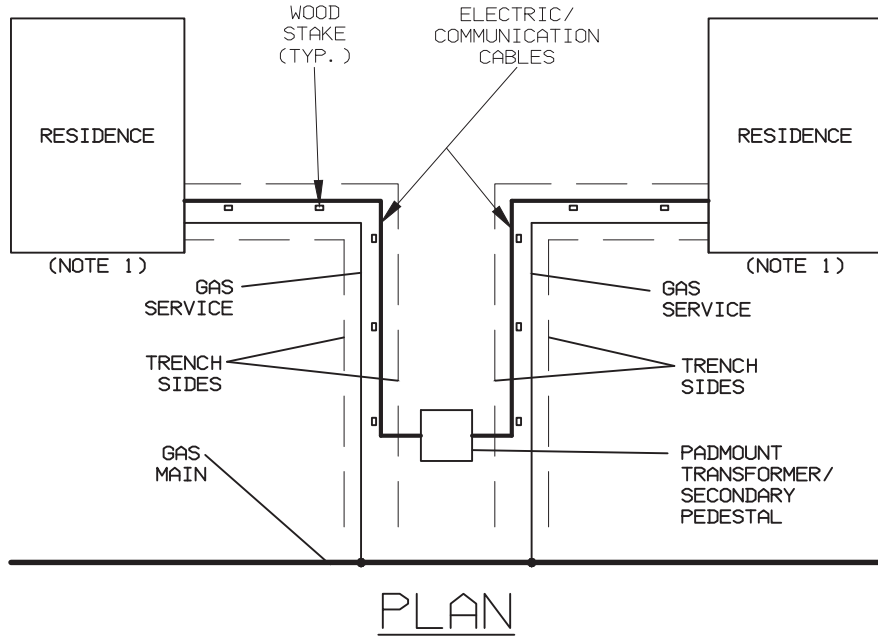 WOOD
STAKE
(TYP.)
ELECTRIC/
COMMUNICATION
CABLES
RESIDENCE
RESIDENCE
(NOTE 1)
(NOTE 1)
GAS
SERVICE
GAS
SERVICE
TRENCH
SIDES
TRENCH
SIDES
GAS
MAIN
PADMOUNT
TRANSFORMER/
SECONDARY
PEDESTAL
PLAN